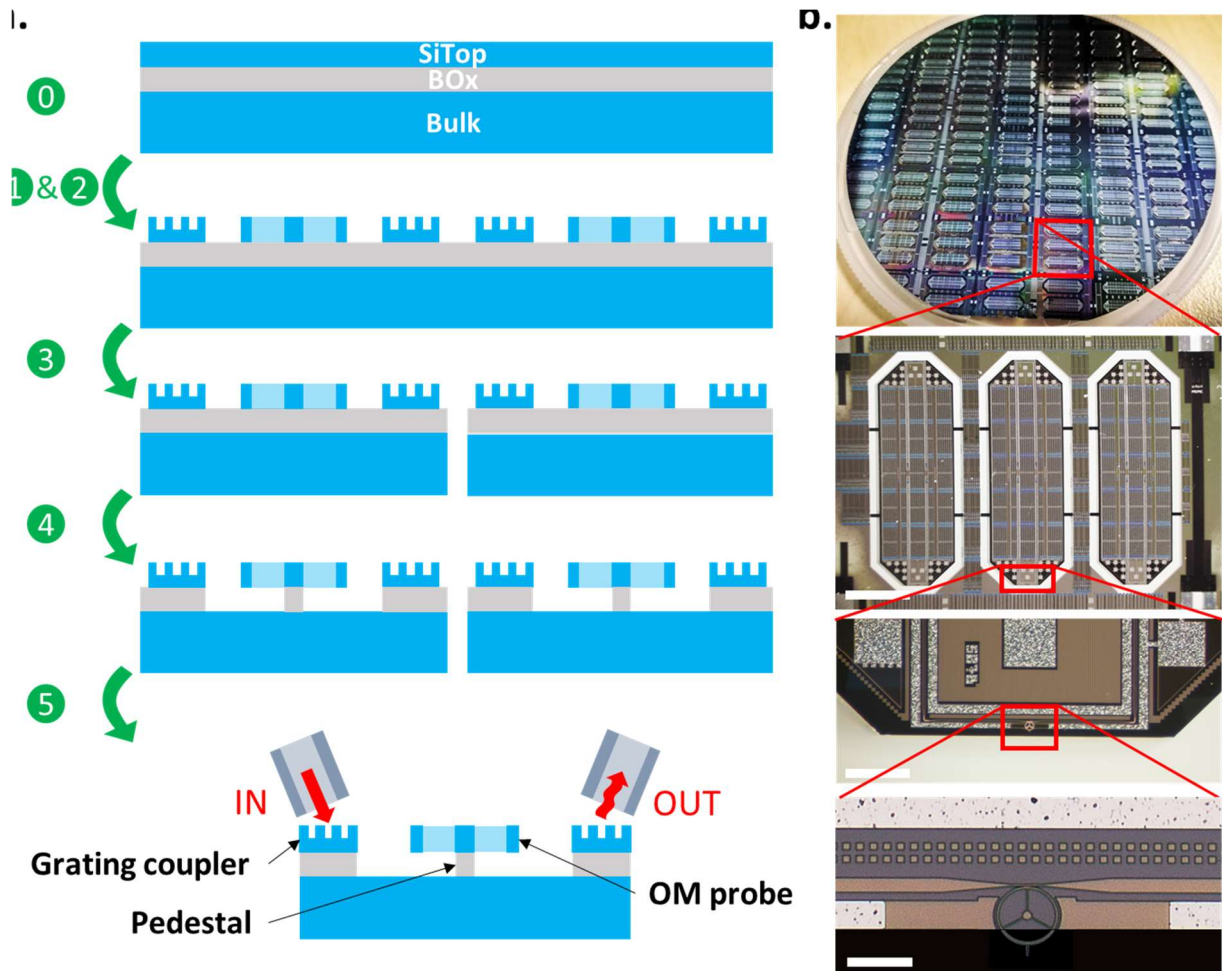 b.
SiTop
BOx
Bulk
0
& 2
3
4
5
IN
OUT
Grating coupler
Pedestal
OM probe